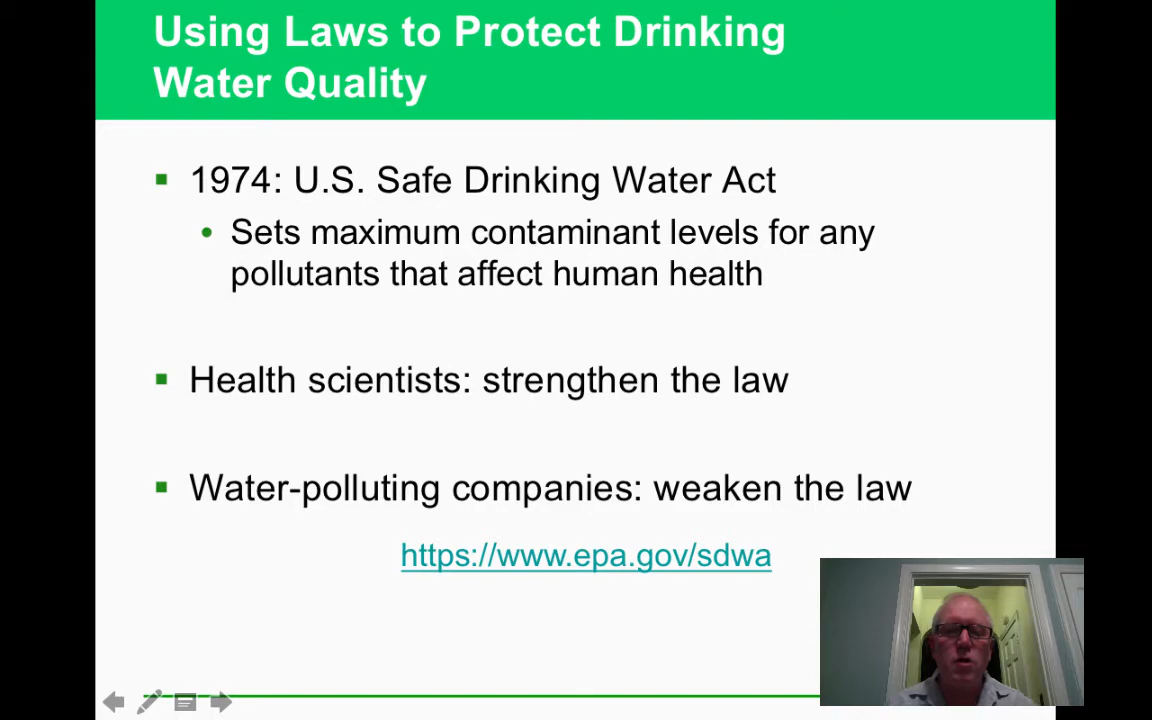 Using Laws to Protect Drinking
Water Quality
1974: U.S. Safe Drinking Water Act
Sets maximum contaminant levels for any
pollutants that affect human health
Health scientists: strengthen the law
Water-polluting companies: weaken the law
https://www.epa.gov/sdwa